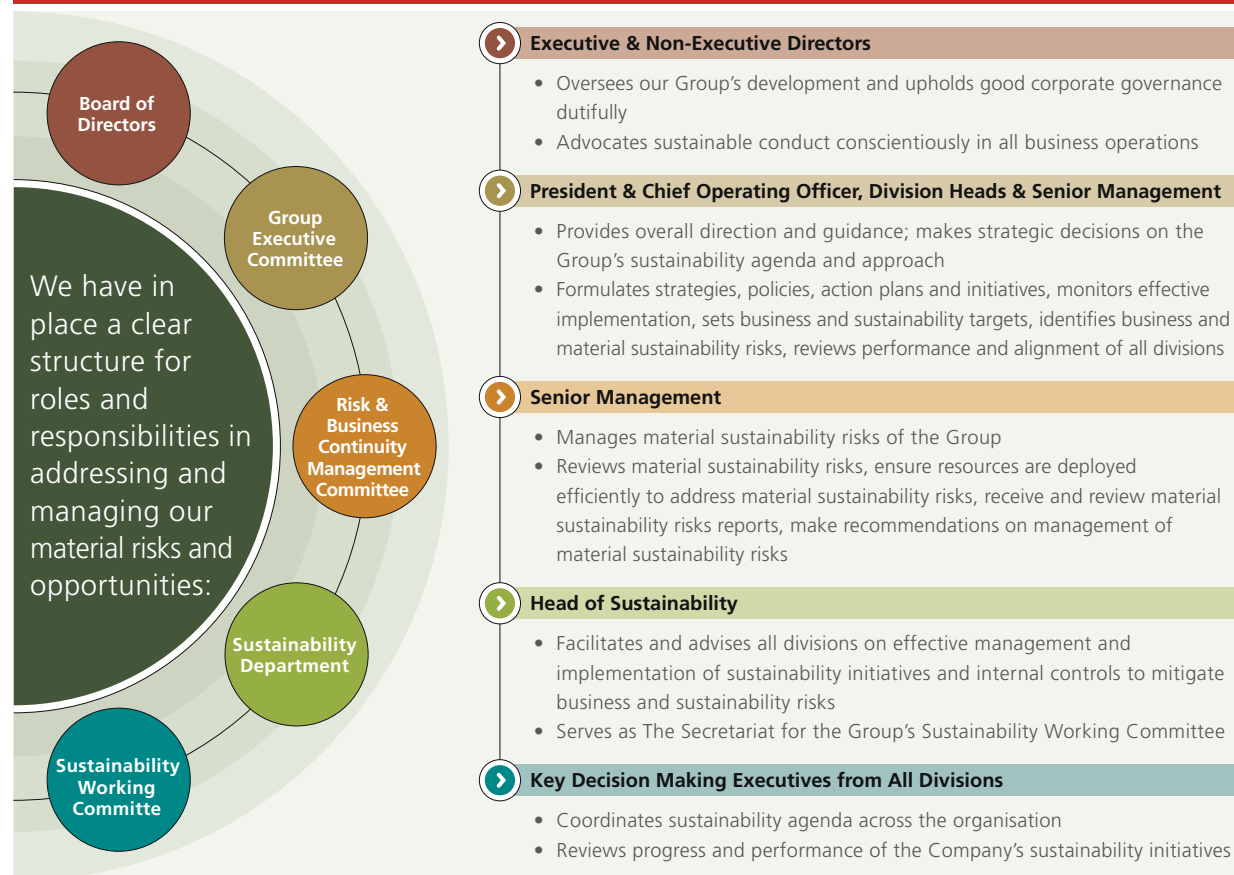 We have in
place a clear
structure for
roles and
responsibilities in
addressing and
managing our
material risks and
opportunities:
Board of
Directors
Group
Executive
Committee
Risk &
Business
Continuity
Management
Committee
Sustainability
Department
Sustainability
Working
Committe
Executive & Non-Executive Directors
• Oversees our Group's development and upholds good corporate governance
dutifully
• Advocates sustainable conduct conscientiously in all business operations
President & Chief Operating Officer, Division Heads & Senior Management
• Provides overall direction and guidance; makes strategic decisions on the
Group's sustainability agenda and approach
• Formulates strategies, policies, action plans and initiatives, monitors effective
implementation, sets business and sustainability targets, identifies business and
material sustainability risks, reviews performance and alignment of all divisions
Senior Management
• Manages material sustainability risks of the Group
• Reviews material sustainability risks, ensure resources are deployed
efficiently to address material sustainability risks, receive and review material
sustainability risks reports, make recommendations on management of
material sustainability risks
Head of Sustainability
• Facilitates and advises all divisions on effective management and
implementation of sustainability initiatives and internal controls to mitigate
business and sustainability risks
• Serves as The Secretariat for the Group's Sustainability Working Committee
Key Decision Making Executives from All Divisions
• Coordinates sustainability agenda across the organisation
• Reviews progress and performance of the Company's sustainability initiatives